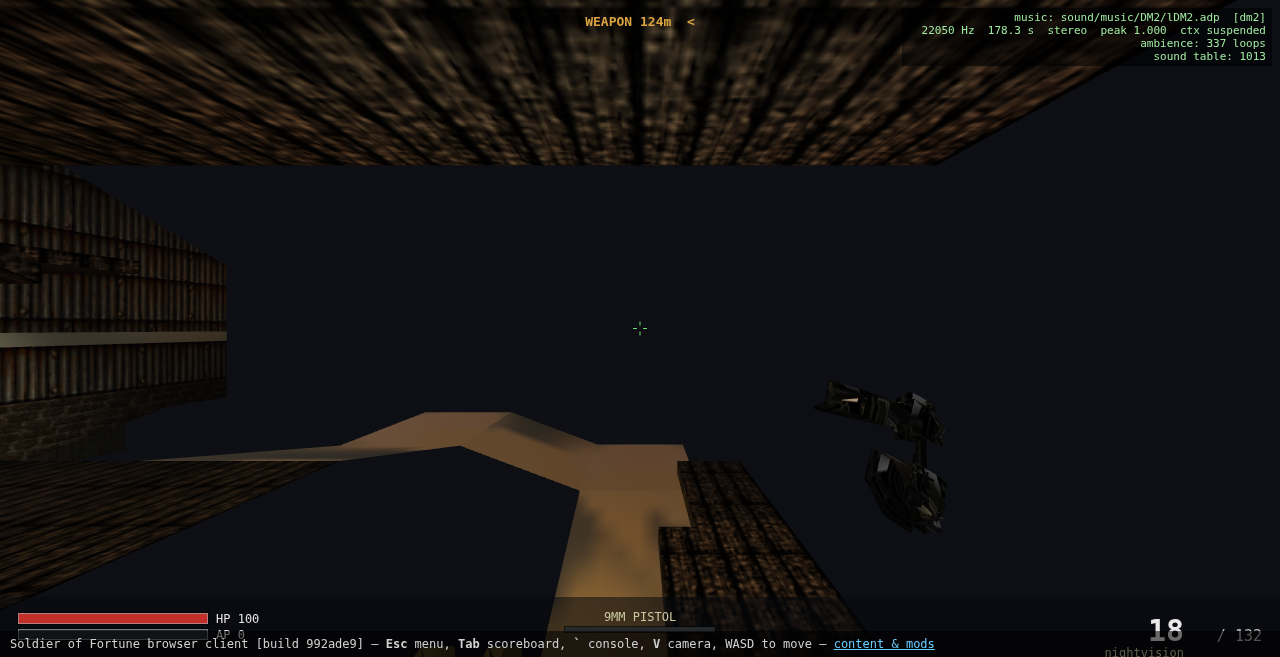 WEAPON 124m <
music: sound/music/DM2/lDM2.adp [dm2]
22050 Hz 178.3 s stereo peak 1.000 ctx suspended
ambience: 337 loops
sound table: 1013
HP 100
AP 0
9MM PISTOL
18 / 132
nightvision
Soldier of Fortune browser client [build 992ade9] — Esc menu, Tab scoreboard, ` console, V camera, WASD to move — content & mods